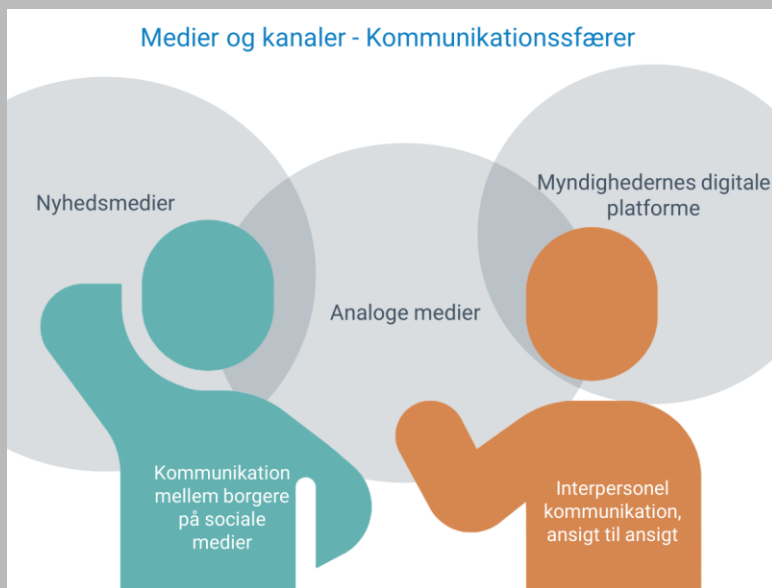 Medier og kanaler - Kommunikationssfærer
Nyhedsmedier
Myndighedernes digitale
platforme
Analoge medier
Kommunikation
mellem borgere
på sociale
medier
Interpersonel
kommunikation,
ansigt til ansigt